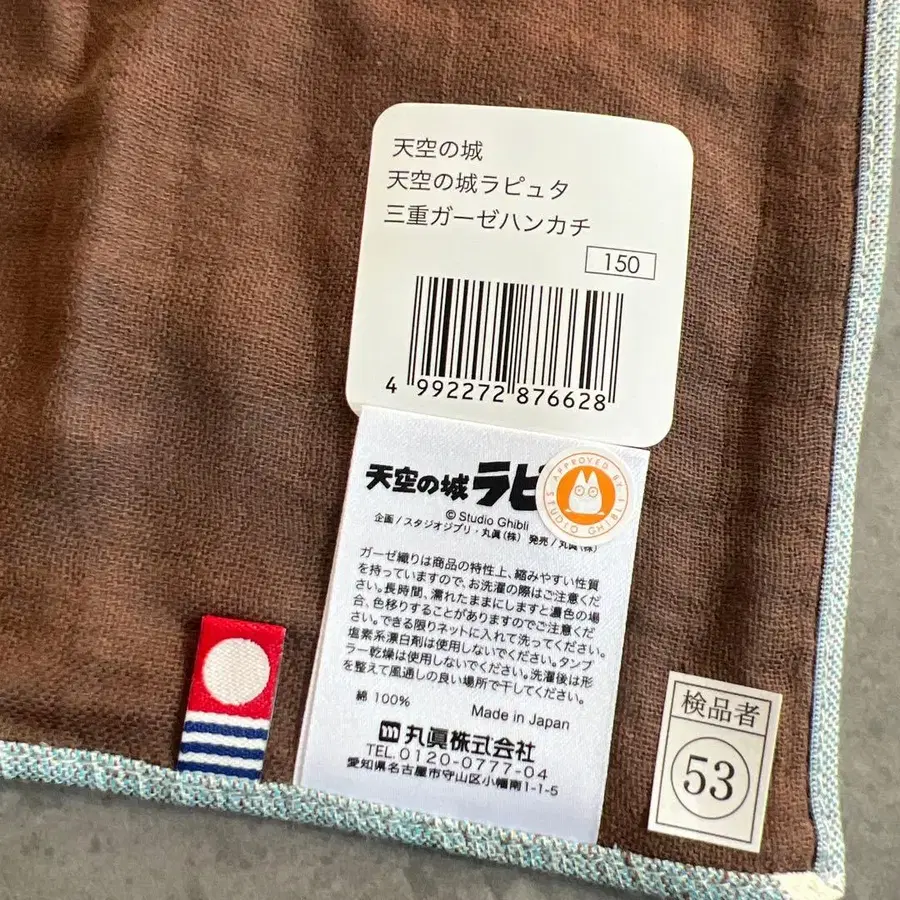 天空の城
天空の城ラピュタ
三重ガーゼハンカチ
150
4 992272 876628
天空の城ラピ
© Studio Ghibli
企画/スタジオジブリ・丸眞(株) 発売/丸眞(株)
APPROVED BY
STUDIO GHIBLI
ガーゼ織りは商品の特性上、縮みやすい性質
を持っていますので、お洗濯の際はご注意くだ
さい。長時間、濡れたままにしますと濃色の場
合、色移りすることがありますのでご注意くだ
さい。できる限りネットに入れて洗ってください。
塩素系漂白剤は使用しないでください。タンブ
ラー乾燥は使用しないでください。洗濯後は形
を整えて風通しの良い場所で干してください。
綿 100%
Made in Japan
丸眞株式会社
TEL.0120-0777-04
愛知県名古屋市守山区小幡南1-1-5
検品者
53